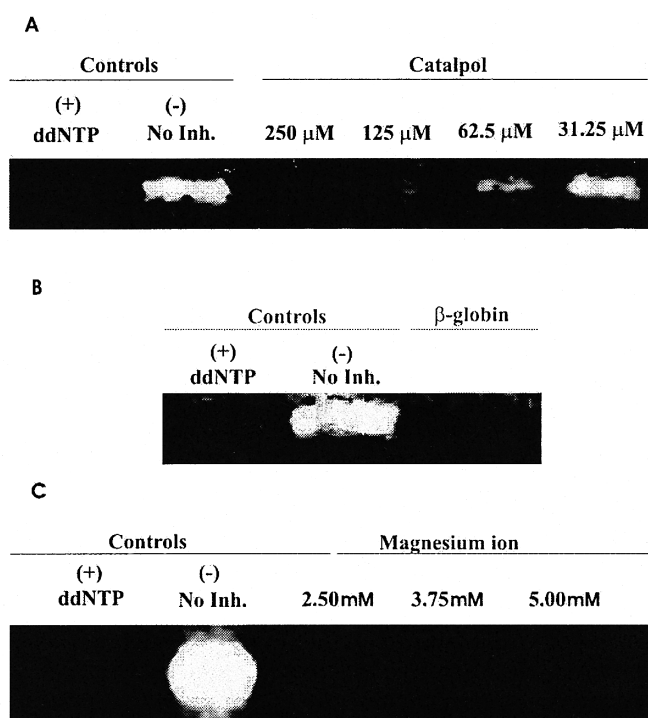 A
Controls Catalpol
(+) (-)
ddNTP No Inh. 250 μM 125 μM 62.5 μM 31.25 μM
B
Controls β-globin
(+) (-)
ddNTP No Inh.
C
Controls Magnesium ion
(+) (-)
ddNTP No Inh. 2.50mM 3.75mM 5.00mM